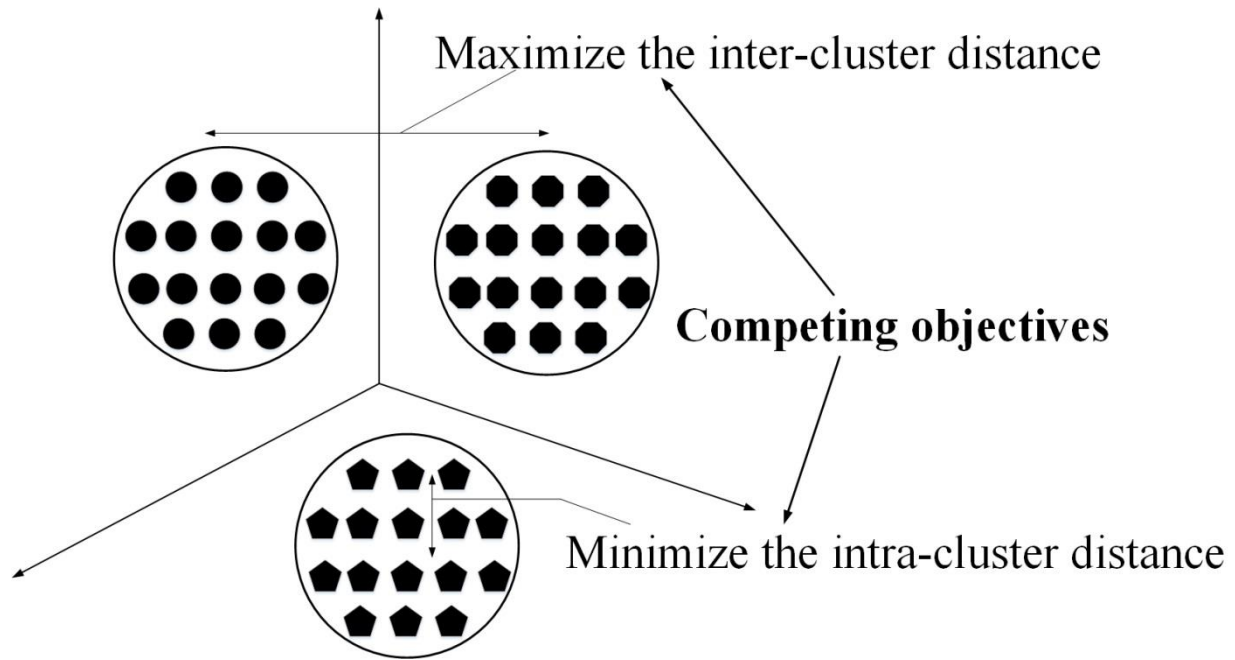 Maximize the inter-cluster distance
Competing objectives
Minimize the intra-cluster distance